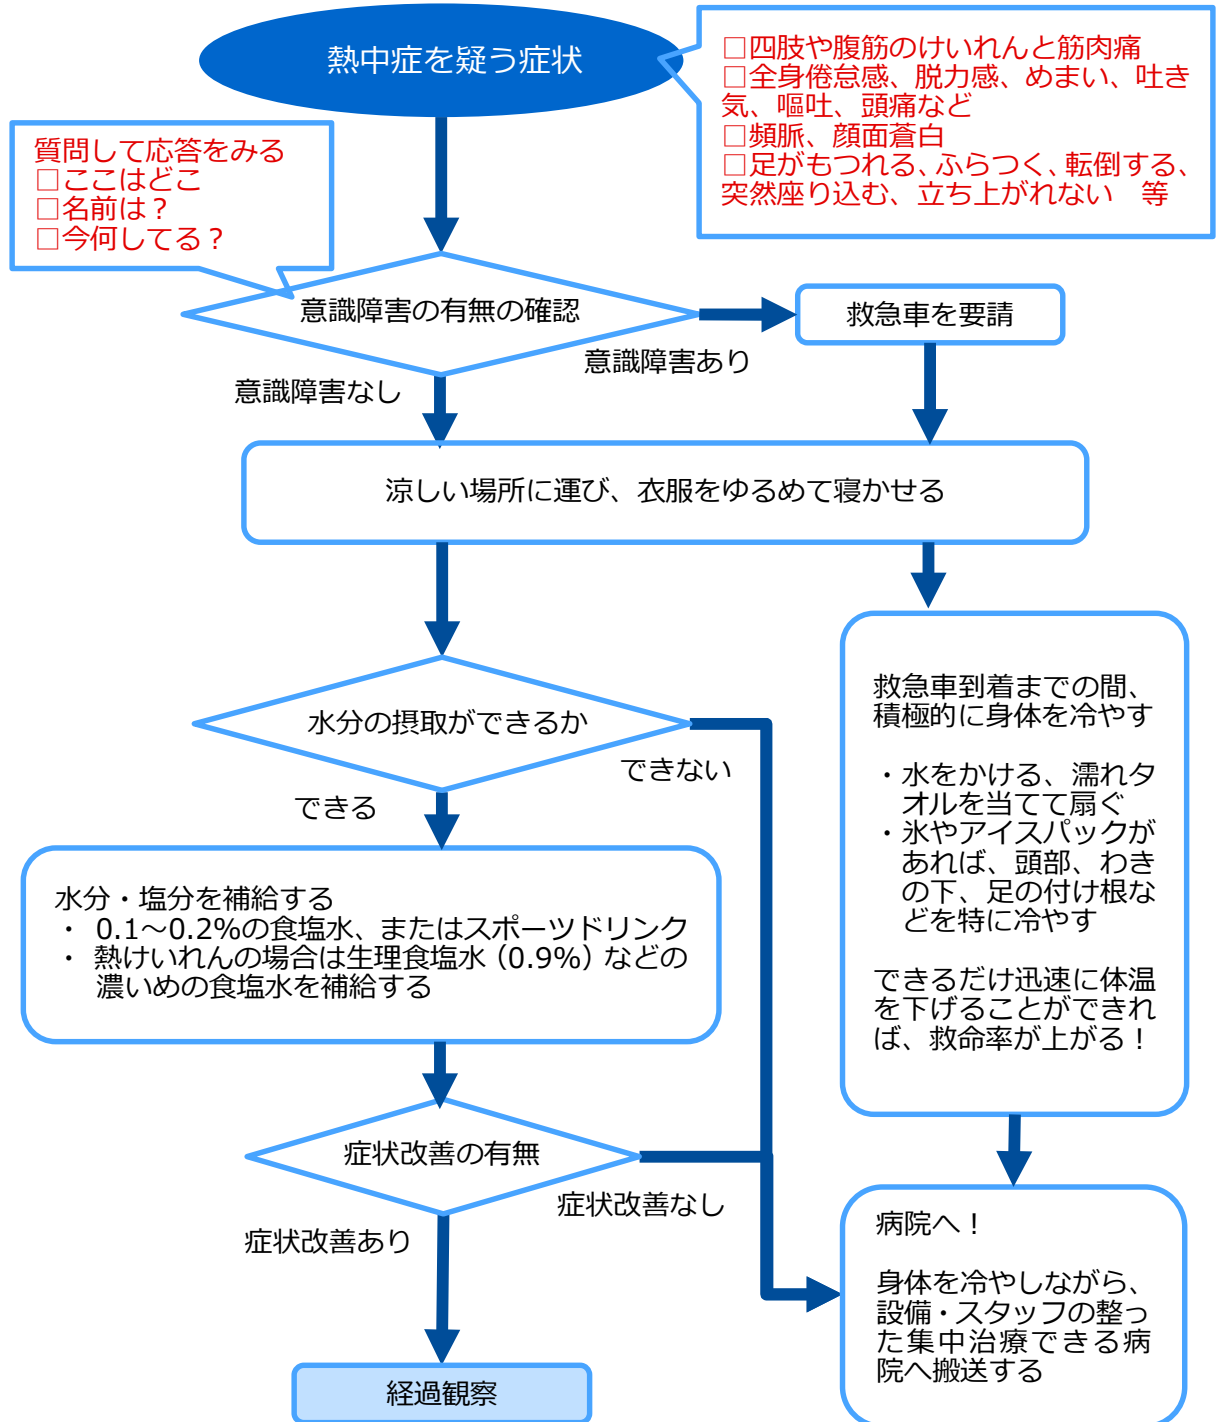 熱中症を疑う症状
□四肢や腹筋のけいれんと筋肉痛
□全身倦怠感、脱力感、めまい、吐き
気、嘔吐、頭痛など
□頻脈、顔面蒼白
□足がもつれる、ふらつく、転倒する、
突然座り込む、立ち上がれない　等
質問して応答をみる
□ここはどこ
□名前は？
□今何してる？
意識障害の有無の確認
救急車を要請
意識障害あり
意識障害なし
涼しい場所に運び、衣服をゆるめて寝かせる
水分の摂取ができるか
できない
できる
救急車到着までの間、
積極的に身体を冷やす
・水をかける、濡れタ
オルを当てて扇ぐ
・氷やアイスパックが
あれば、頭部、わき
の下、足の付け根な
どを特に冷やす
できるだけ迅速に体温
を下げることができれ
ば、救命率が上がる！
水分・塩分を補給する
・ 0.1～0.2%の食塩水、またはスポーツドリンク
・ 熱けいれんの場合は生理食塩水（0.9%）などの
濃いめの食塩水を補給する
症状改善の有無
症状改善なし
症状改善あり
病院へ！
身体を冷やしながら、
設備・スタッフの整っ
た集中治療できる病
院へ搬送する
経過観察